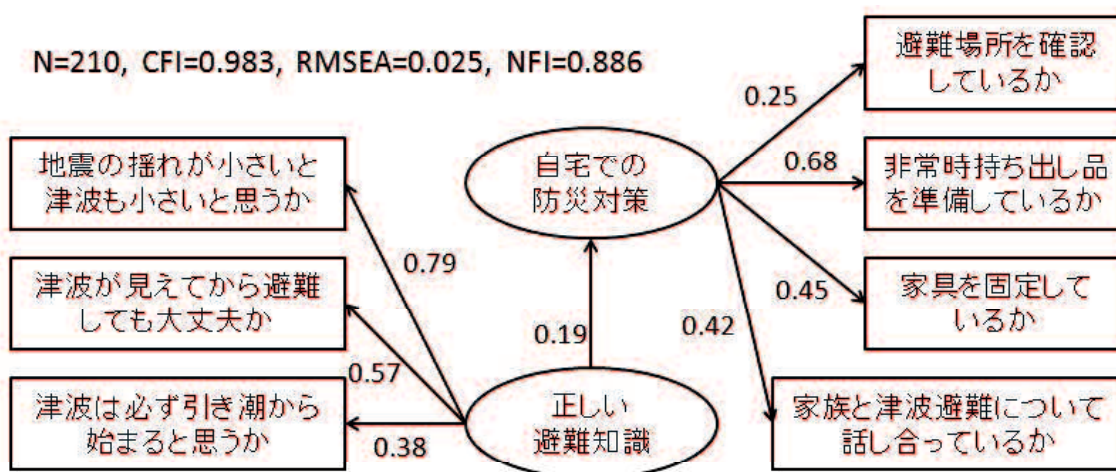 N=210, CFI=0.983, RMSEA=0.025, NFI=0.886
地震の揺れが小さいと
津波も小さいと思うか
津波が見えてから避難
しても大丈夫か
津波は必ず引き潮から
始まると思うか
0.79
0.57
0.38
自宅での
防災対策
0.19
正しい
避難知識
0.25
0.68
0.45
0.42
避難場所を確認
しているか
非常時持ち出し品
を準備しているか
家具を固定して
いるか
家族と津波避難について
話し合っているか